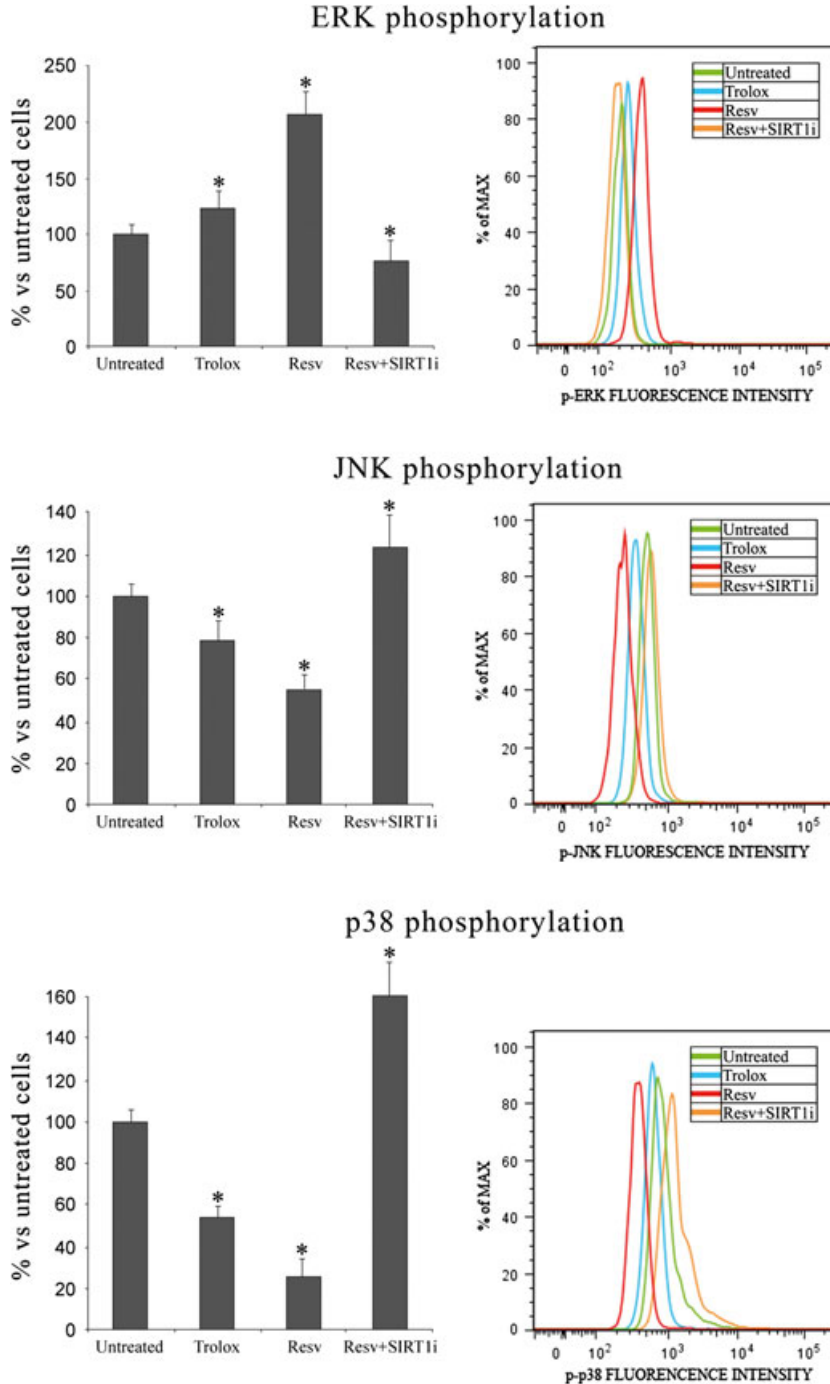 ERK phosphorylation
% vs untreated cells
250
200
150
100
50
0
*
*
*
Untreated Trolox Resv Resv+SIRT1i
% of MAX
100
80
60
40
20
0
Untreated
Trolox
Resv
Resv+SIRT1i
0 10² 10³ 10⁴ 10⁵
p-ERK FLUORESCENCE INTENSITY
JNK phosphorylation
% vs untreated cells
140
120
100
80
60
40
20
0
*
*
*
Untreated Trolox Resv Resv+SIRT1i
% of MAX
100
80
60
40
20
0
Untreated
Trolox
Resv
Resv+SIRT1i
0 10² 10³ 10⁴ 10⁵
p-JNK FLUORESCENCE INTENSITY
p38 phosphorylation
% vs untreated cells
160
140
120
100
80
60
40
20
0
*
*
*
Untreated Trolox Resv Resv+SIRT1i
% of MAX
100
80
60
40
20
0
Untreated
Trolox
Resv
Resv+SIRT1i
0 10² 10³ 10⁴ 10⁵
p-p38 FLUORENCENCE INTENSITY